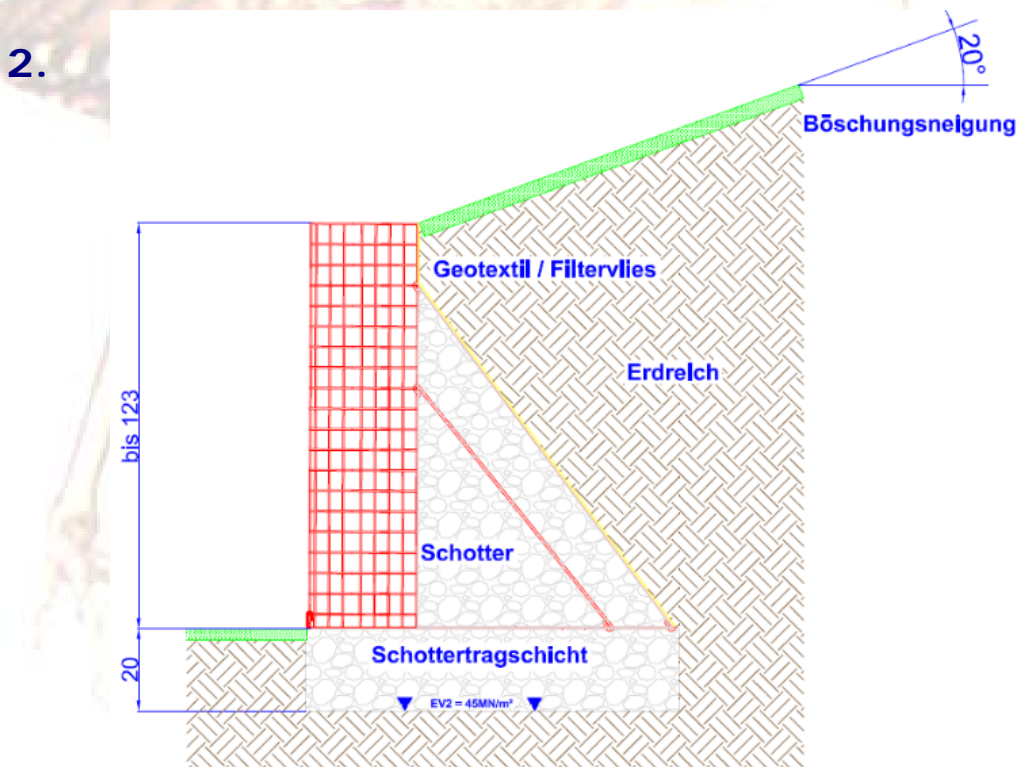 2.
20°
Böschungsneigung
Geotextil / Filtervlies
Erdreich
bis 123
Schotter
Schottertragschicht
20
EV2 = 45MN/m²